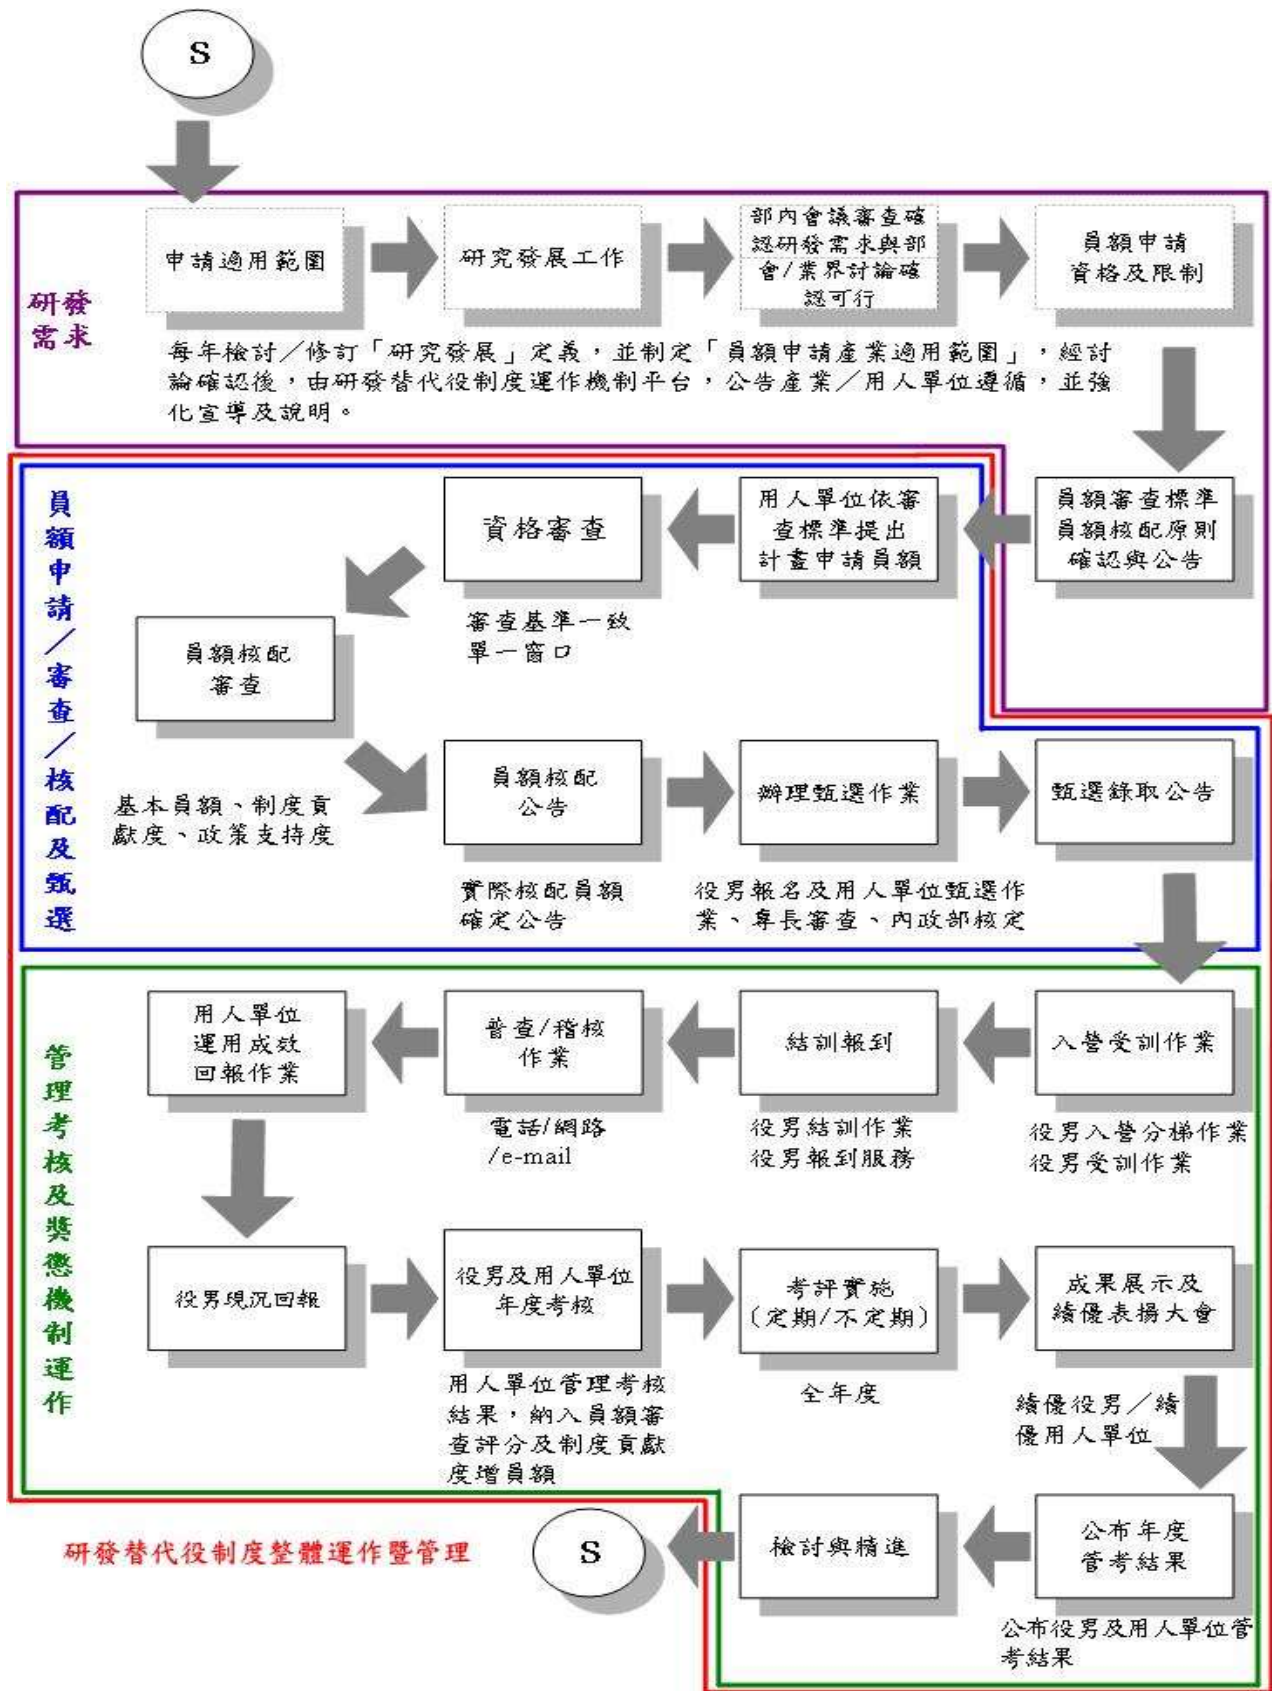 S
研發
需求
申請適用範圍
研究發展工作
部內會議審查確
認研發需求與部
會/業界討論確
認可行
員額申請
資格及限制
每年檢討／修訂「研究發展」定義，並制定「員額申請產業適用範圍」，經討
論確認後，由研發替代役制度運作機制平台，公告產業／用人單位遵循，並強
化宣導及說明。
員額審查標準
員額核配原則
確認與公告
員額申請／審查／核配及甄選
用人單位依審
查標準提出
計畫申請員額
資格審查
審查基準一致
單一窗口
員額核配
審查
基本員額、制度貢
獻度、政策支持度
員額核配
公告
實際核配員額
確定公告
辦理甄選作業
役男報名及用人單位甄選作
業、專長審查、內政部核定
甄選錄取公告
管理考核及獎懲機制運作
入營受訓作業
役男入營分梯作業
役男受訓作業
結訓報到
役男結訓作業
役男報到服務
普查/稽核
作業
電話/網路
/e-mail
用人單位
運用成效
回報作業
役男現況回報
役男及用人單位
年度考核
用人單位管理考核
結果，納入員額審
查評分及制度貢獻
度增員額
考評實施
(定期/不定期)
全年度
成果展示及
績優表揚大會
績優役男／績
優用人單位
公布年度
管考結果
公布役男及用人單位管
考結果
檢討與精進
S
研發替代役制度整體運作暨管理